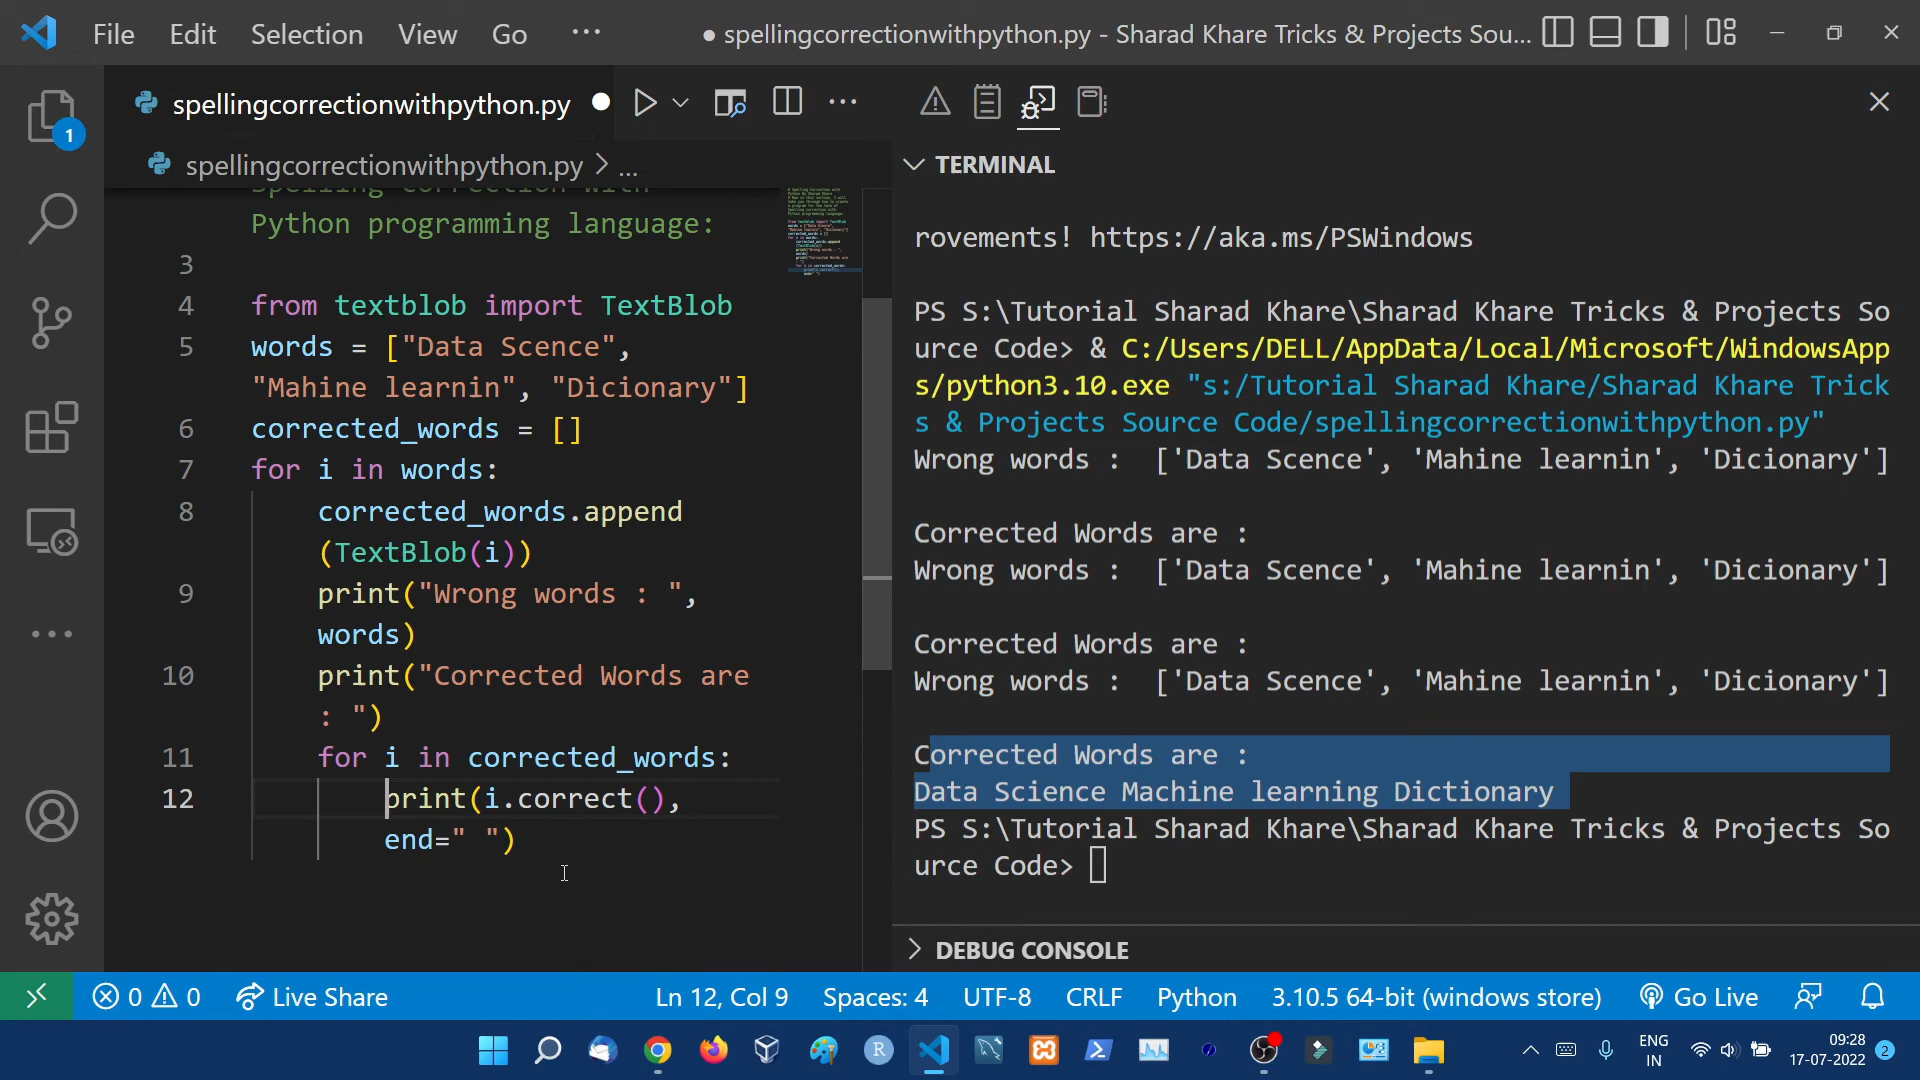 File Edit Selection View Go ...
● spellingcorrectionwithpython.py - Sharad Khare Tricks & Projects Sou...
spellingcorrectionwithpython.py
spellingcorrectionwithpython.py > ...
1
Spelling correction with
Python programming language:
3
4 from textblob import TextBlob
5 words = ["Data Scence",
"Mahine learnin", "Dicionary"]
6 corrected_words = []
7 for i in words:
8 corrected_words.append
(TextBlob(i))
9 print("Wrong words : ",
words)
10 print("Corrected Words are
: ")
11 for i in corrected_words:
12 print(i.correct(),
end=" ")
TERMINAL
rovements! https://aka.ms/PSWindows
PS S:\Tutorial Sharad Khare\Sharad Khare Tricks & Projects So
urce Code> & C:/Users/DELL/AppData/Local/Microsoft/WindowsApp
s/python3.10.exe "s:/Tutorial Sharad Khare/Sharad Khare Trick
s & Projects Source Code/spellingcorrectionwithpython.py"
Wrong words :  ['Data Scence', 'Mahine learnin', 'Dicionary']
Corrected Words are :
Wrong words :  ['Data Scence', 'Mahine learnin', 'Dicionary']
Corrected Words are :
Wrong words :  ['Data Scence', 'Mahine learnin', 'Dicionary']
Corrected Words are :
Data Science Machine learning Dictionary
PS S:\Tutorial Sharad Khare\Sharad Khare Tricks & Projects So
urce Code>
DEBUG CONSOLE
0 0 Live Share Ln 12, Col 9 Spaces: 4 UTF-8 CRLF Python 3.10.5 64-bit (windows store) Go Live
R
ENG
IN
09:28
17-07-2022
2